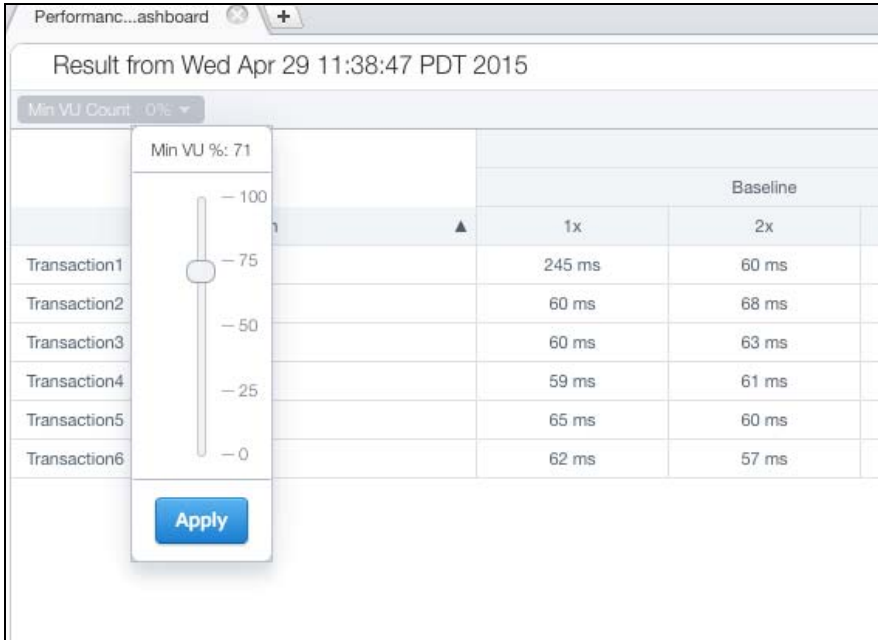 Performanc...ashboard +
Result from Wed Apr 29 11:38:47 PDT 2015
Min VU Count 0%
Min VU %: 71
100
75
50
25
0
Apply
Baseline
n 1x 2x
Transaction1 245 ms 60 ms
Transaction2 60 ms 68 ms
Transaction3 60 ms 63 ms
Transaction4 59 ms 61 ms
Transaction5 65 ms 60 ms
Transaction6 62 ms 57 ms